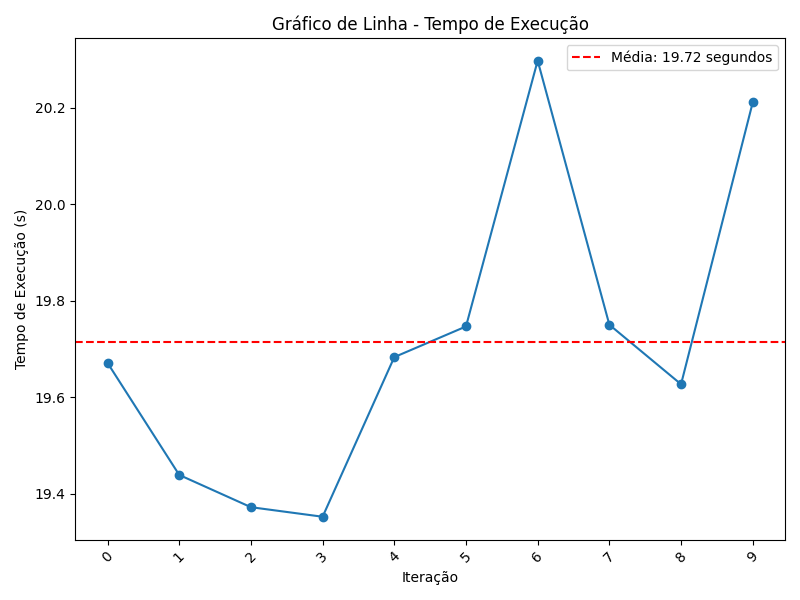 Gráfico de Linha - Tempo de Execução
Média: 19.72 segundos
Tempo de Execução (s)
20.2
20.0
19.8
19.6
19.4
0 1 2 3 4 5 6 7 8 9
Iteração